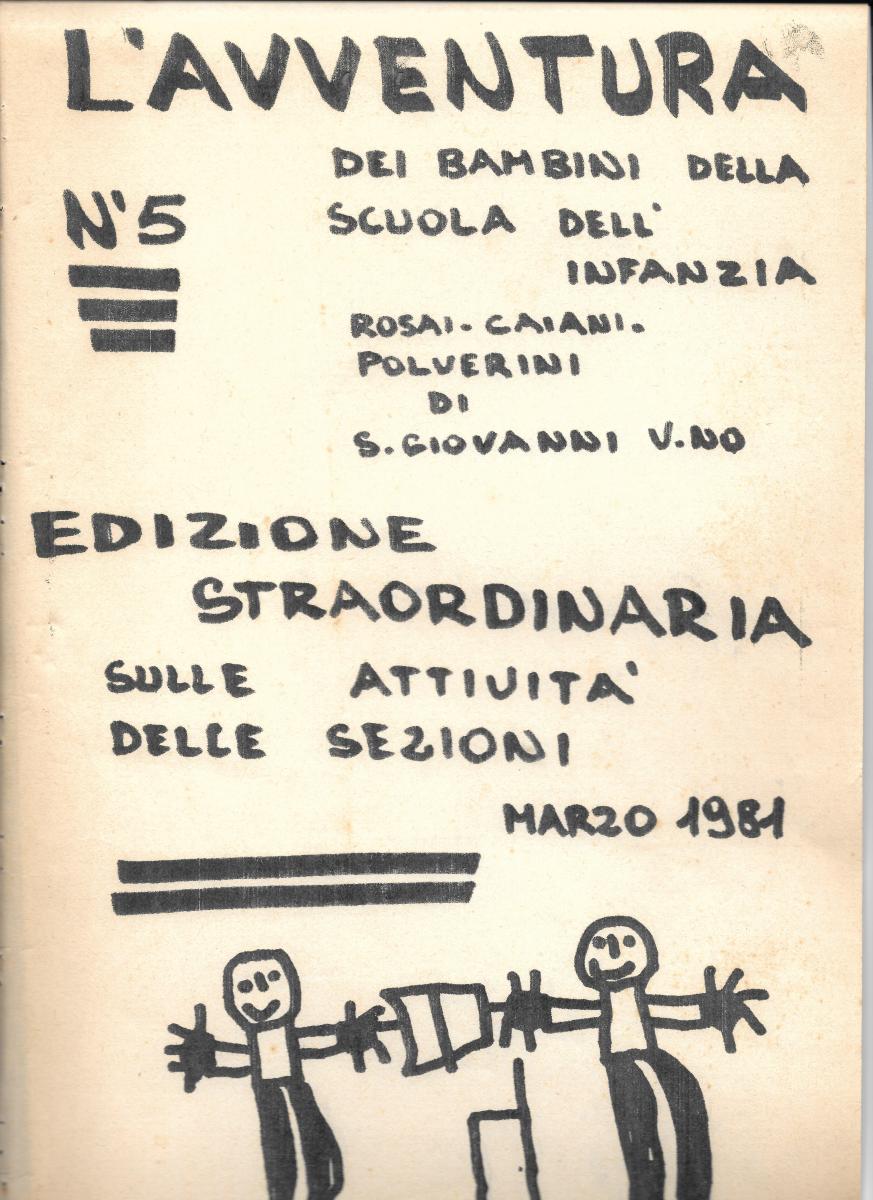 L'AVVENTURA
DEI BAMBINI DELLA
N°5
SCUOLA DELL'
INFANZIA
ROSAI. CAIANI.
POLVERINI
DI
S. GIOVANNI V.NO
EDIZIONE
STRAORDINARIA
SULLE ATTIVITA'
DELLE SEZIONI
MARZO 1981